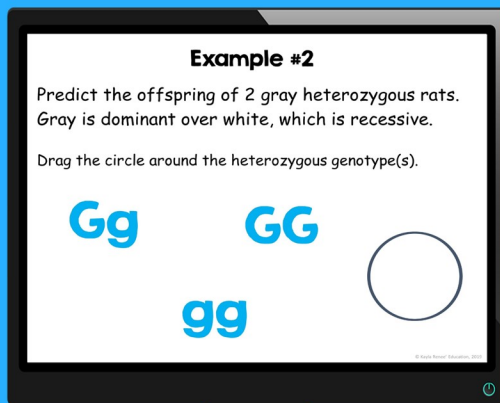 Example #2
Predict the offspring of 2 gray heterozygous rats.
Gray is dominant over white, which is recessive.
Drag the circle around the heterozygous genotype(s).
Gg
GG
gg